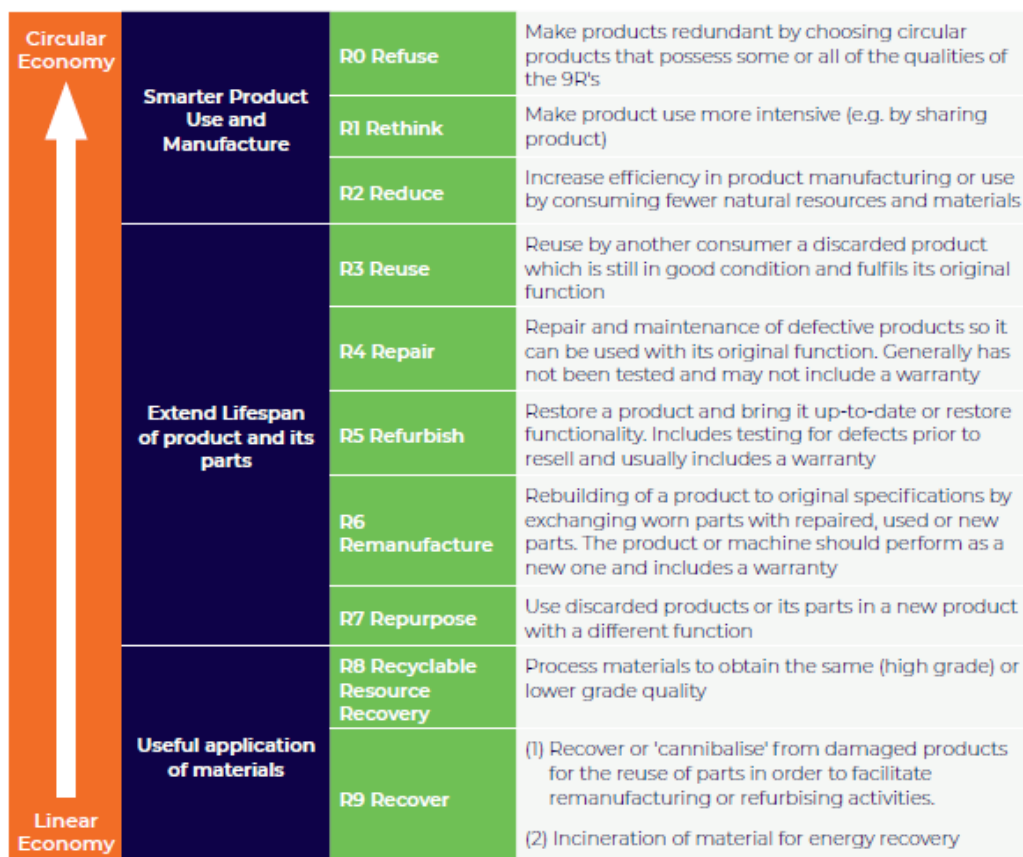 Circular
Economy
Smarter Product
Use and
Manufacture
R0 Refuse
Make products redundant by choosing circular
products that possess some or all of the qualities of
the 9R's
R1 Rethink
Make product use more intensive (e.g. by sharing
product)
R2 Reduce
Increase efficiency in product manufacturing or use
by consuming fewer natural resources and materials
Extend Lifespan
of product and its
parts
R3 Reuse
Reuse by another consumer a discarded product
which is still in good condition and fulfils its original
function
R4 Repair
Repair and maintenance of defective products so it
can be used with its original function. Generally has
not been tested and may not include a warranty
R5 Refurbish
Restore a product and bring it up-to-date or restore
functionality. Includes testing for defects prior to
resell and usually includes a warranty
R6
Remanufacture
Rebuilding of a product to original specifications by
exchanging worn parts with repaired, used or new
parts. The product or machine should perform as a
new one and includes a warranty
R7 Repurpose
Use discarded products or its parts in a new product
with a different function
Useful application
of materials
R8 Recyclable
Resource
Recovery
Process materials to obtain the same (high grade) or
lower grade quality
R9 Recover
(1) Recover or 'cannibalise' from damaged products
for the reuse of parts in order to facilitate
remanufacturing or refurbising activities.
(2) Incineration of material for energy recovery
Linear
Economy